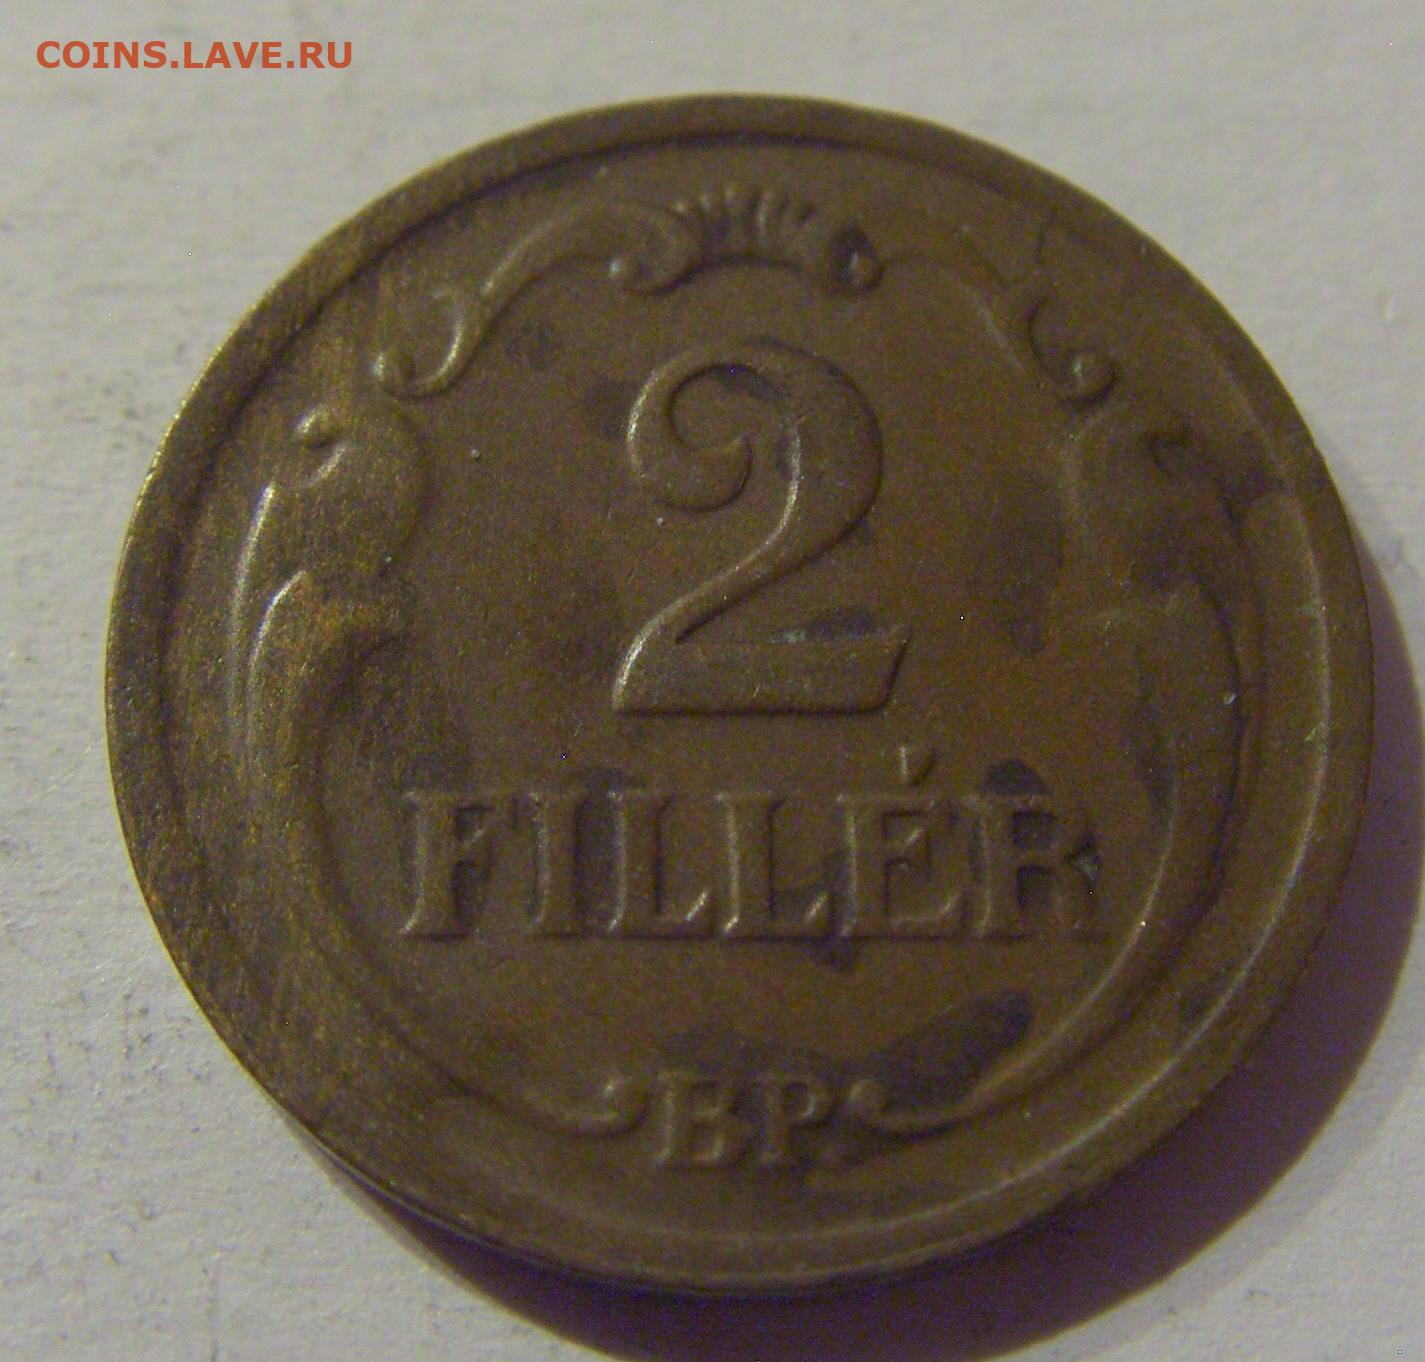 COINS.LAVE.RU
2
FILLÉR
BP.